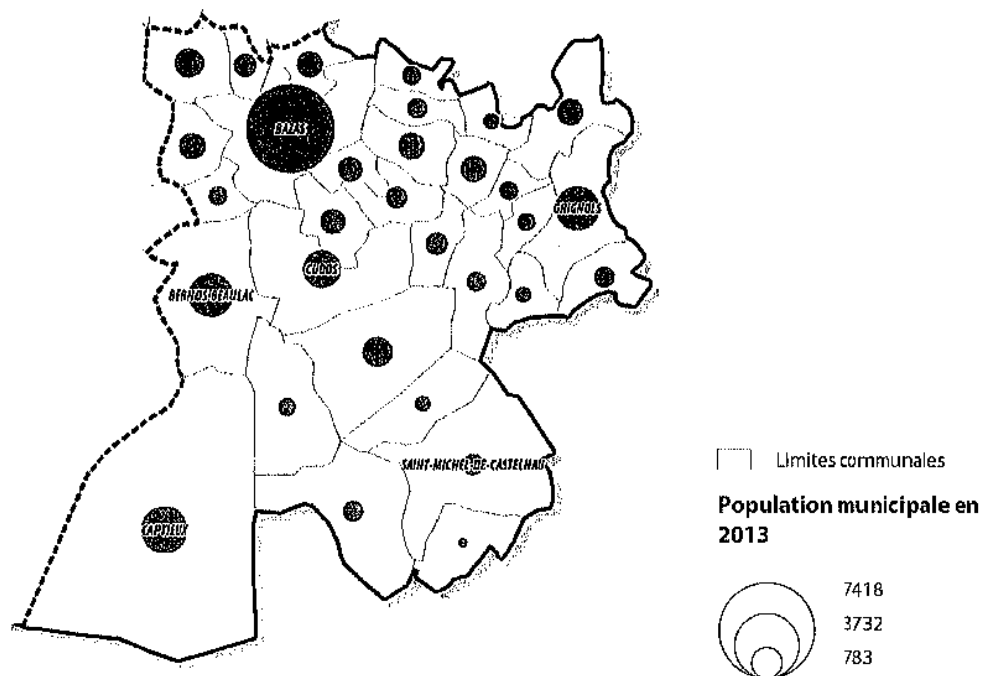 BAZAS
GRIGNOLS
CUDOS
BERNOS-BEAULAC
SAINT-MICHEL-DE-CASTELNAU
CAPTIEUX
Limites communales
Population municipale en
2013
7418
3732
783